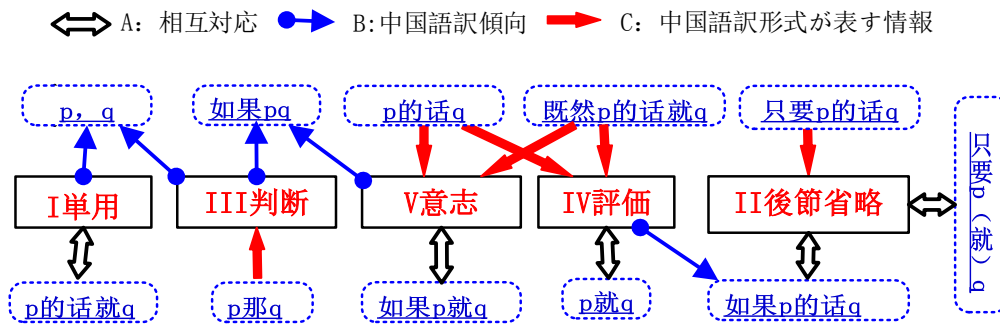 A: 相互対応 B:中国語訳傾向 C: 中国語訳形式が表す情報
p，q 如果pq p的话q 既然p的话就q 只要p的话q
只要p（就）q
I単用 III判断 V意志 IV評価 II後節省略
p的话就q p那q 如果p就q p就q 如果p的话q